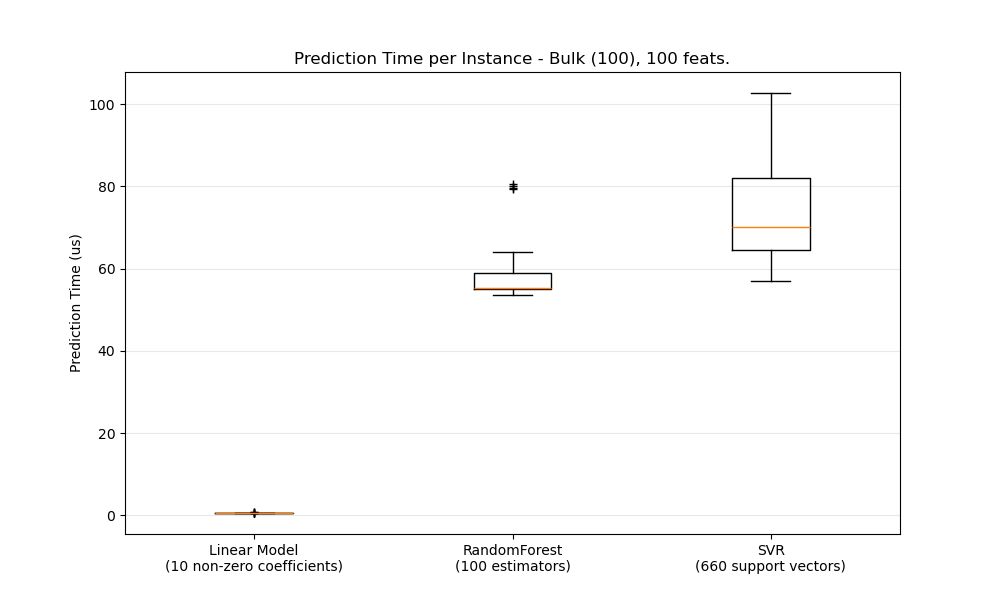 Prediction Time per Instance - Bulk (100), 100 feats.
Prediction Time (us)
100
80
60
40
20
0
Linear Model
(10 non-zero coefficients)
RandomForest
(100 estimators)
SVR
(660 support vectors)